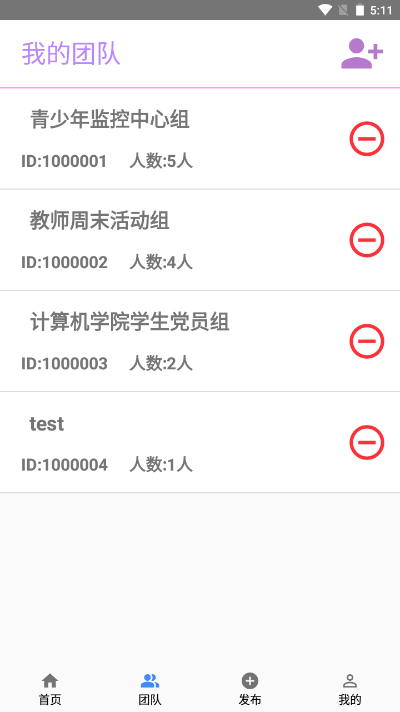 5:11
我的团队
青少年监控中心组
ID:1000001 人数:5人
教师周末活动组
ID:1000002 人数:4人
计算机学院学生党员组
ID:1000003 人数:2人
test
ID:1000004 人数:1人
首页 团队 发布 我的